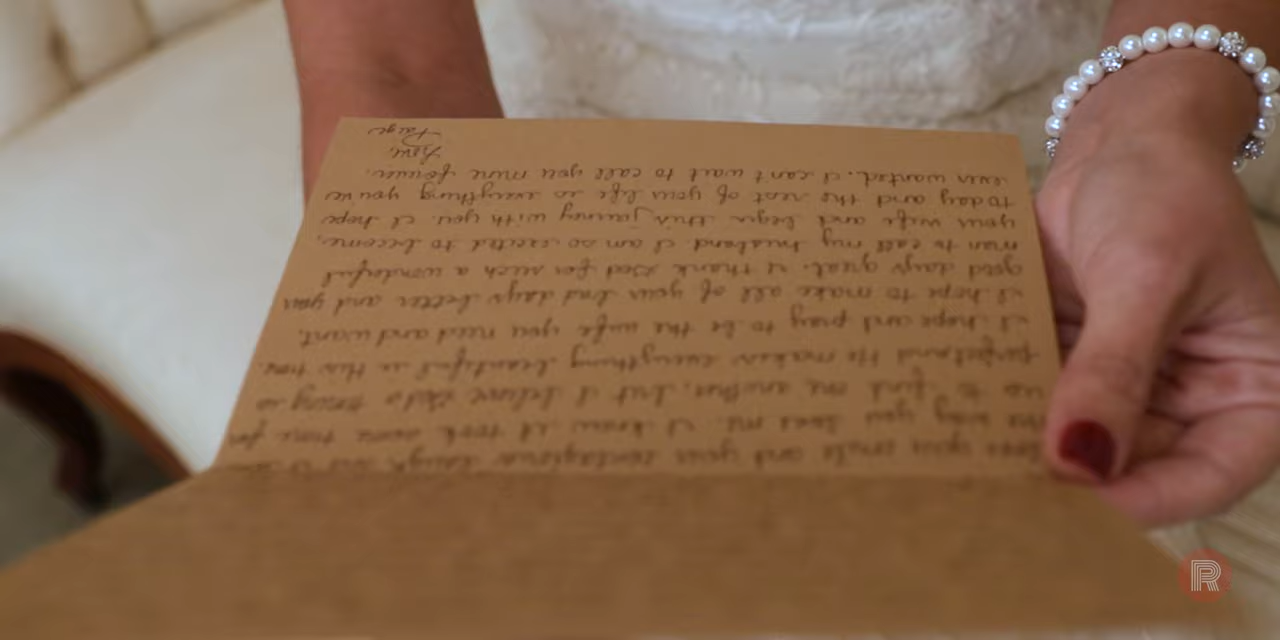 love your smile and your contagious laugh and
the way you love me. I know it took some time for
us to find one another, but I believe God's timing is
perfect and He makes everything beautiful in His time.
I hope and pray to be the wife you need and want.
I hope to make all of your bad days better and your
good days great. I thank God for such a wonderful
man to call my husband. I am so excited to become
your wife and begin this journey with you. I hope
today and the rest of your life is everything you've
ever wanted. I can't wait to call you mine forever.
Love,
Paige
R